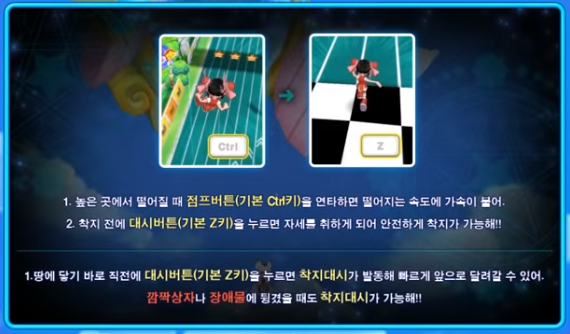 Ctrl
Z
1. 높은 곳에서 떨어질 때 점프버튼(기본 Ctrl키)을 연타하면 떨어지는 속도에 가속이 붙어.
2. 착지 전에 대시버튼(기본 Z키)을 누르면 자세를 취하게 되어 안전하게 착지가 가능해!!
1.땅에 닿기 바로 직전에 대시버튼(기본 Z키)을 누르면 착지대시가 발동해 빠르게 앞으로 달려갈 수 있어.
깜짝상자나 장애물에 튕겼을 때도 착지대시가 가능해!!